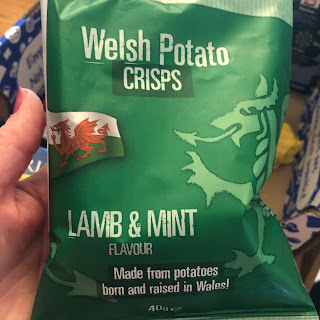 Welsh Potato
CRISPS
LAMB & MINT
FLAVOUR
Made from potatoes
born and raised in Wales!
40g e